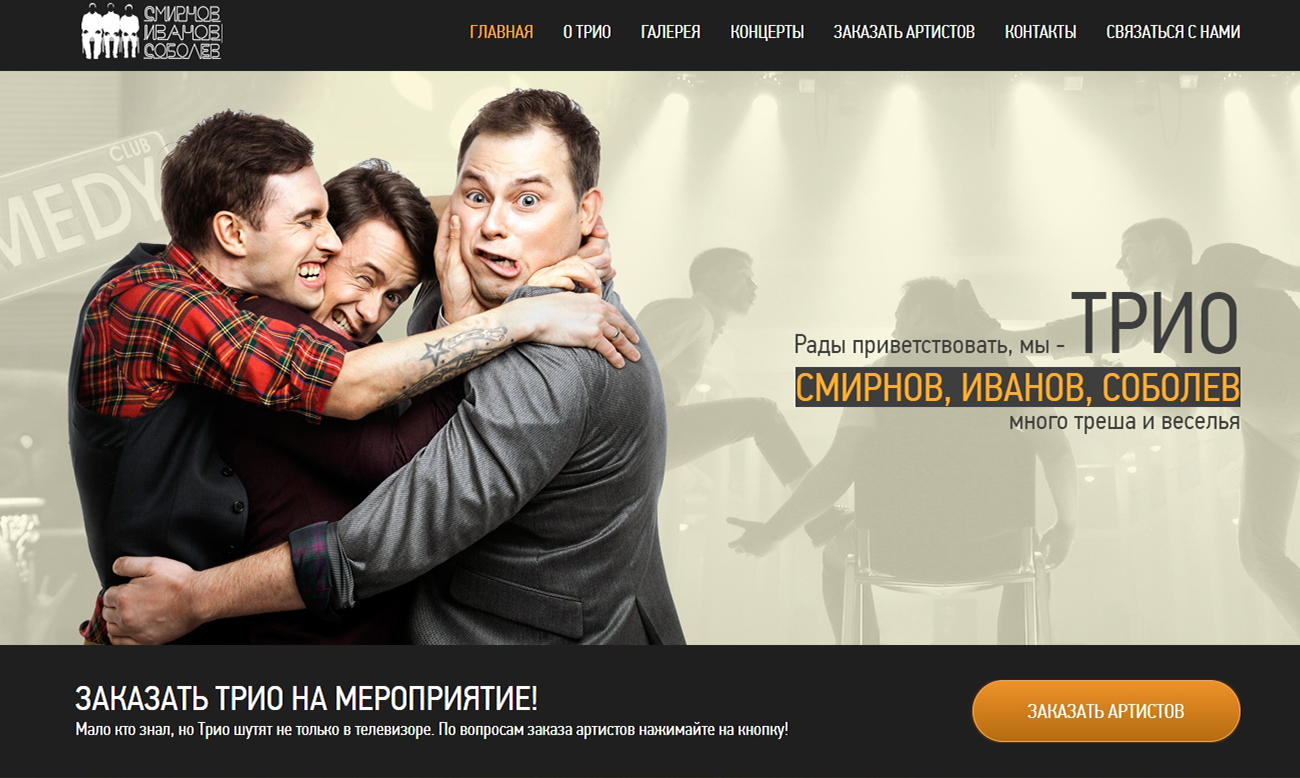 СМИРНОВ
ИВАНОВ
СОБОЛЕВ
ГЛАВНАЯ О ТРИО ГАЛЕРЕЯ КОНЦЕРТЫ ЗАКАЗАТЬ АРТИСТОВ КОНТАКТЫ СВЯЗАТЬСЯ С НАМИ
CLUB
MEDY
Рады приветствовать, мы - ТРИО
СМИРНОВ, ИВАНОВ, СОБОЛЕВ
много треша и веселья
ЗАКАЗАТЬ ТРИО НА МЕРОПРИЯТИЕ!
Мало кто знал, но Трио шутят не только в телевизоре. По вопросам заказа артистов нажимайте на кнопку!
ЗАКАЗАТЬ АРТИСТОВ